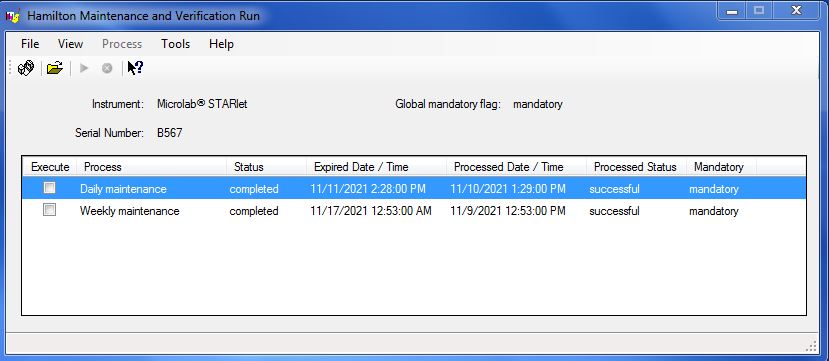 Hamilton Maintenance and Verification Run
File View Process Tools Help
Instrument: Microlab® STARlet Global mandatory flag: mandatory
Serial Number: B567
Execute Process Status Expired Date / Time Processed Date / Time Processed Status Mandatory
Daily maintenance completed 11/11/2021 2:28:00 PM 11/10/2021 1:29:00 PM successful mandatory
Weekly maintenance completed 11/17/2021 12:53:00 AM 11/9/2021 12:53:00 PM successful mandatory